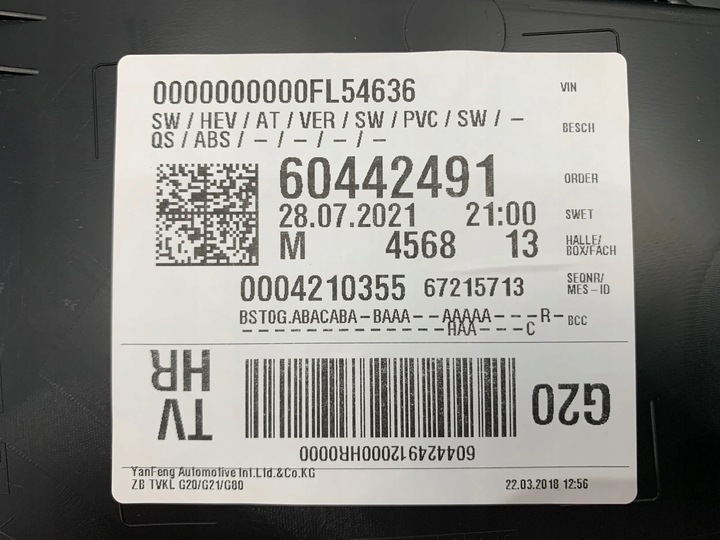 0000000000FL54636 VIN
SW / HEV / AT / VER / SW / PVC / SW / - BESCH
QS / ABS / - / - / - / -
60442491 ORDER
28.07.2021 21:00 SWET
M 4568 13 HALLE/
BOX/FACH
0004210355 67215713 SEQNR/
MES-ID
BST0G.ABACABA-BAAA--AAAAA---R- BCC
-----------------HAA---C
TV
HR
G20
604424912000HR0000
YanFeng Automotive Int.Ltd.&Co.KG
ZB TVKL G20/G21/G80 22.03.2018 12:56